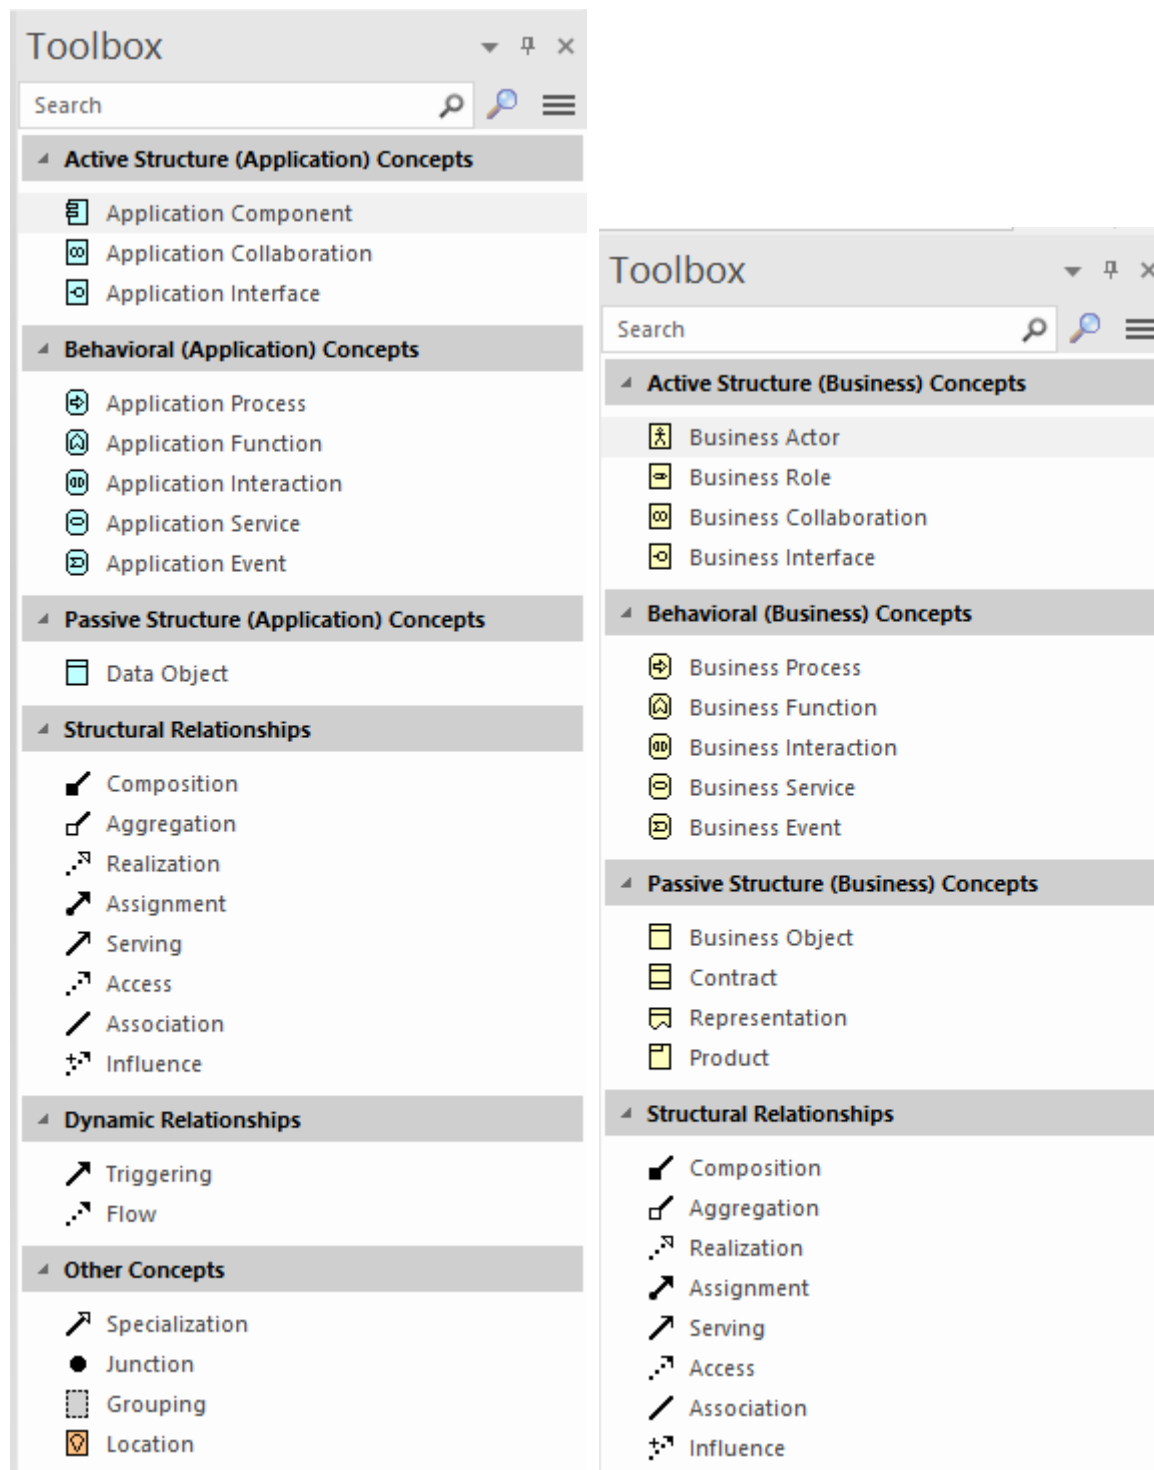 Toolbox
Search
Active Structure (Application) Concepts
Application Component
Application Collaboration
Application Interface
Behavioral (Application) Concepts
Application Process
Application Function
Application Interaction
Application Service
Application Event
Passive Structure (Application) Concepts
Data Object
Structural Relationships
Composition
Aggregation
Realization
Assignment
Serving
Access
Association
Influence
Dynamic Relationships
Triggering
Flow
Other Concepts
Specialization
Junction
Grouping
Location
Toolbox
Search
Active Structure (Business) Concepts
Business Actor
Business Role
Business Collaboration
Business Interface
Behavioral (Business) Concepts
Business Process
Business Function
Business Interaction
Business Service
Business Event
Passive Structure (Business) Concepts
Business Object
Contract
Representation
Product
Structural Relationships
Composition
Aggregation
Realization
Assignment
Serving
Access
Association
Influence